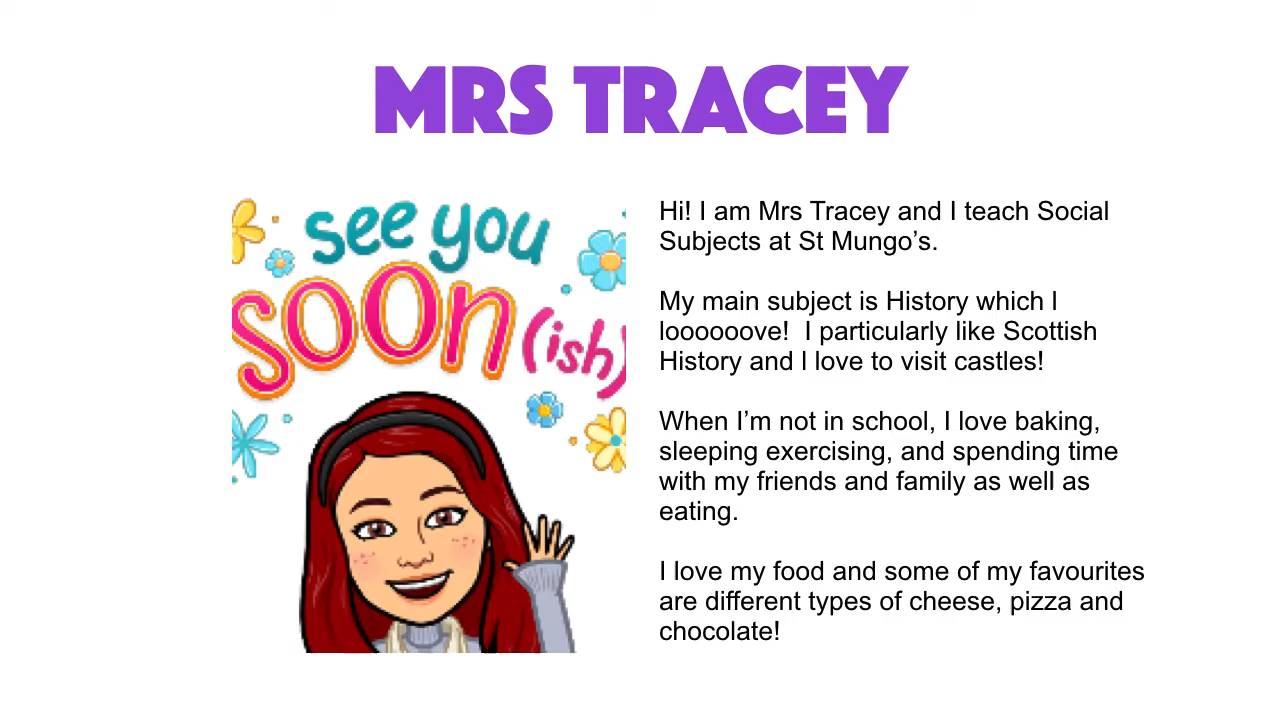 MRS TRACEY
see you
soon
(ish)
Hi! I am Mrs Tracey and I teach Social
Subjects at St Mungo’s.
My main subject is History which I
loooooove!  I particularly like Scottish
History and I love to visit castles!
When I’m not in school, I love baking,
sleeping exercising, and spending time
with my friends and family as well as
eating.
I love my food and some of my favourites
are different types of cheese, pizza and
chocolate!